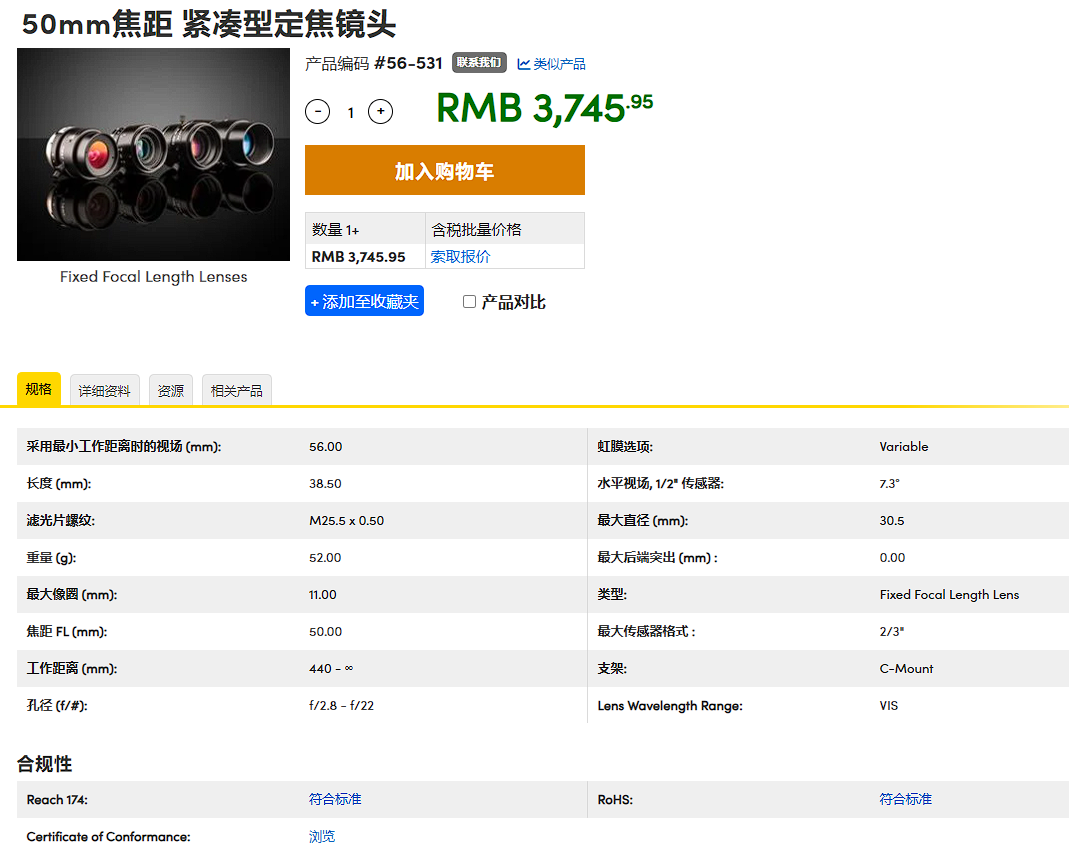 50mm焦距 紧凑型定焦镜头
产品编码 #56-531 联系我们 类似产品
− 1 + RMB 3,745.95
加入购物车
数量 1+ 含税批量价格
RMB 3,745.95 索取报价
Fixed Focal Length Lenses
+ 添加至收藏夹 产品对比
规格 详细资料 资源 相关产品
采用最小工作距离时的视场 (mm): 56.00 虹膜选项: Variable
长度 (mm): 38.50 水平视场, 1/2" 传感器: 7.3°
滤光片螺纹: M25.5 x 0.50 最大直径 (mm): 30.5
重量 (g): 52.00 最大后端突出 (mm) : 0.00
最大像圈 (mm): 11.00 类型: Fixed Focal Length Lens
焦距 FL (mm): 50.00 最大传感器格式 : 2/3"
工作距离 (mm): 440 - ∞ 支架: C-Mount
孔径 (f/#): f/2.8 - f/22 Lens Wavelength Range: VIS
合规性
Reach 174: 符合标准 RoHS: 符合标准
Certificate of Conformance: 浏览